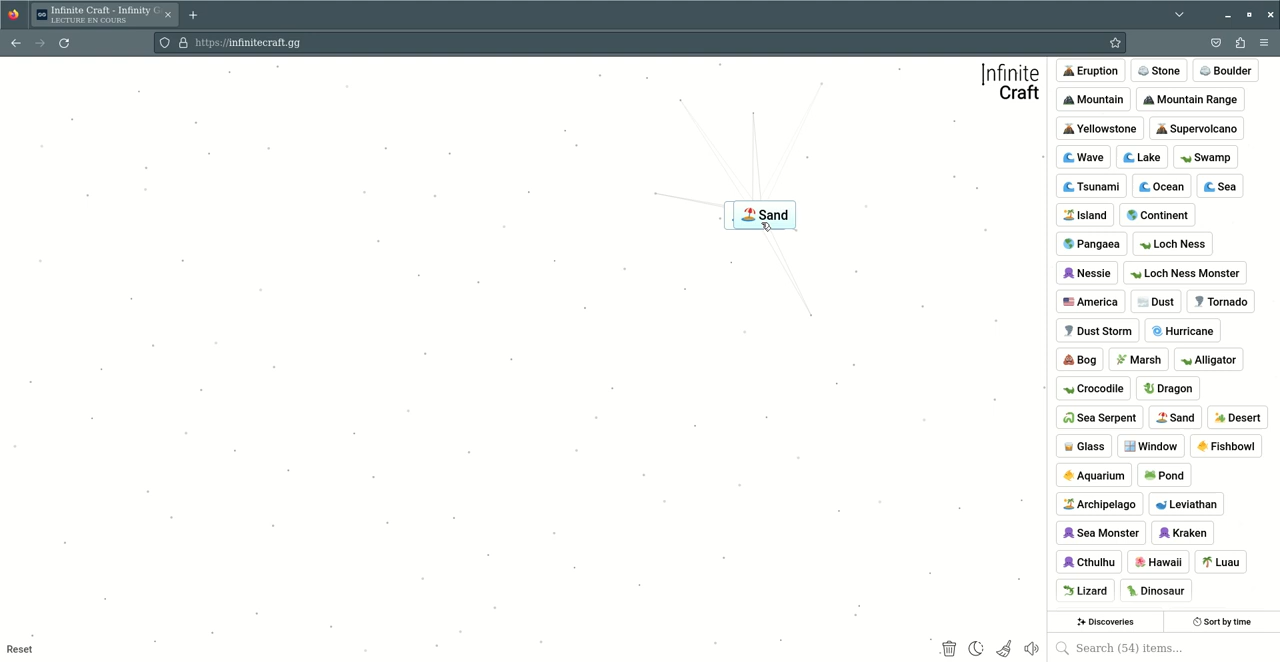 Infinite Craft - Infinity C
LECTURE EN COURS
https://infinitecraft.gg
Infinite
Craft
Sand
Eruption Stone Boulder
Mountain Mountain Range
Yellowstone Supervolcano
Wave Lake Swamp
Tsunami Ocean Sea
Island Continent
Pangaea Loch Ness
Nessie Loch Ness Monster
America Dust Tornado
Dust Storm Hurricane
Bog Marsh Alligator
Crocodile Dragon
Sea Serpent Sand Desert
Glass Window Fishbowl
Aquarium Pond
Archipelago Leviathan
Sea Monster Kraken
Cthulhu Hawaii Luau
Lizard Dinosaur
Discoveries Sort by time
Reset
Search (54) items...